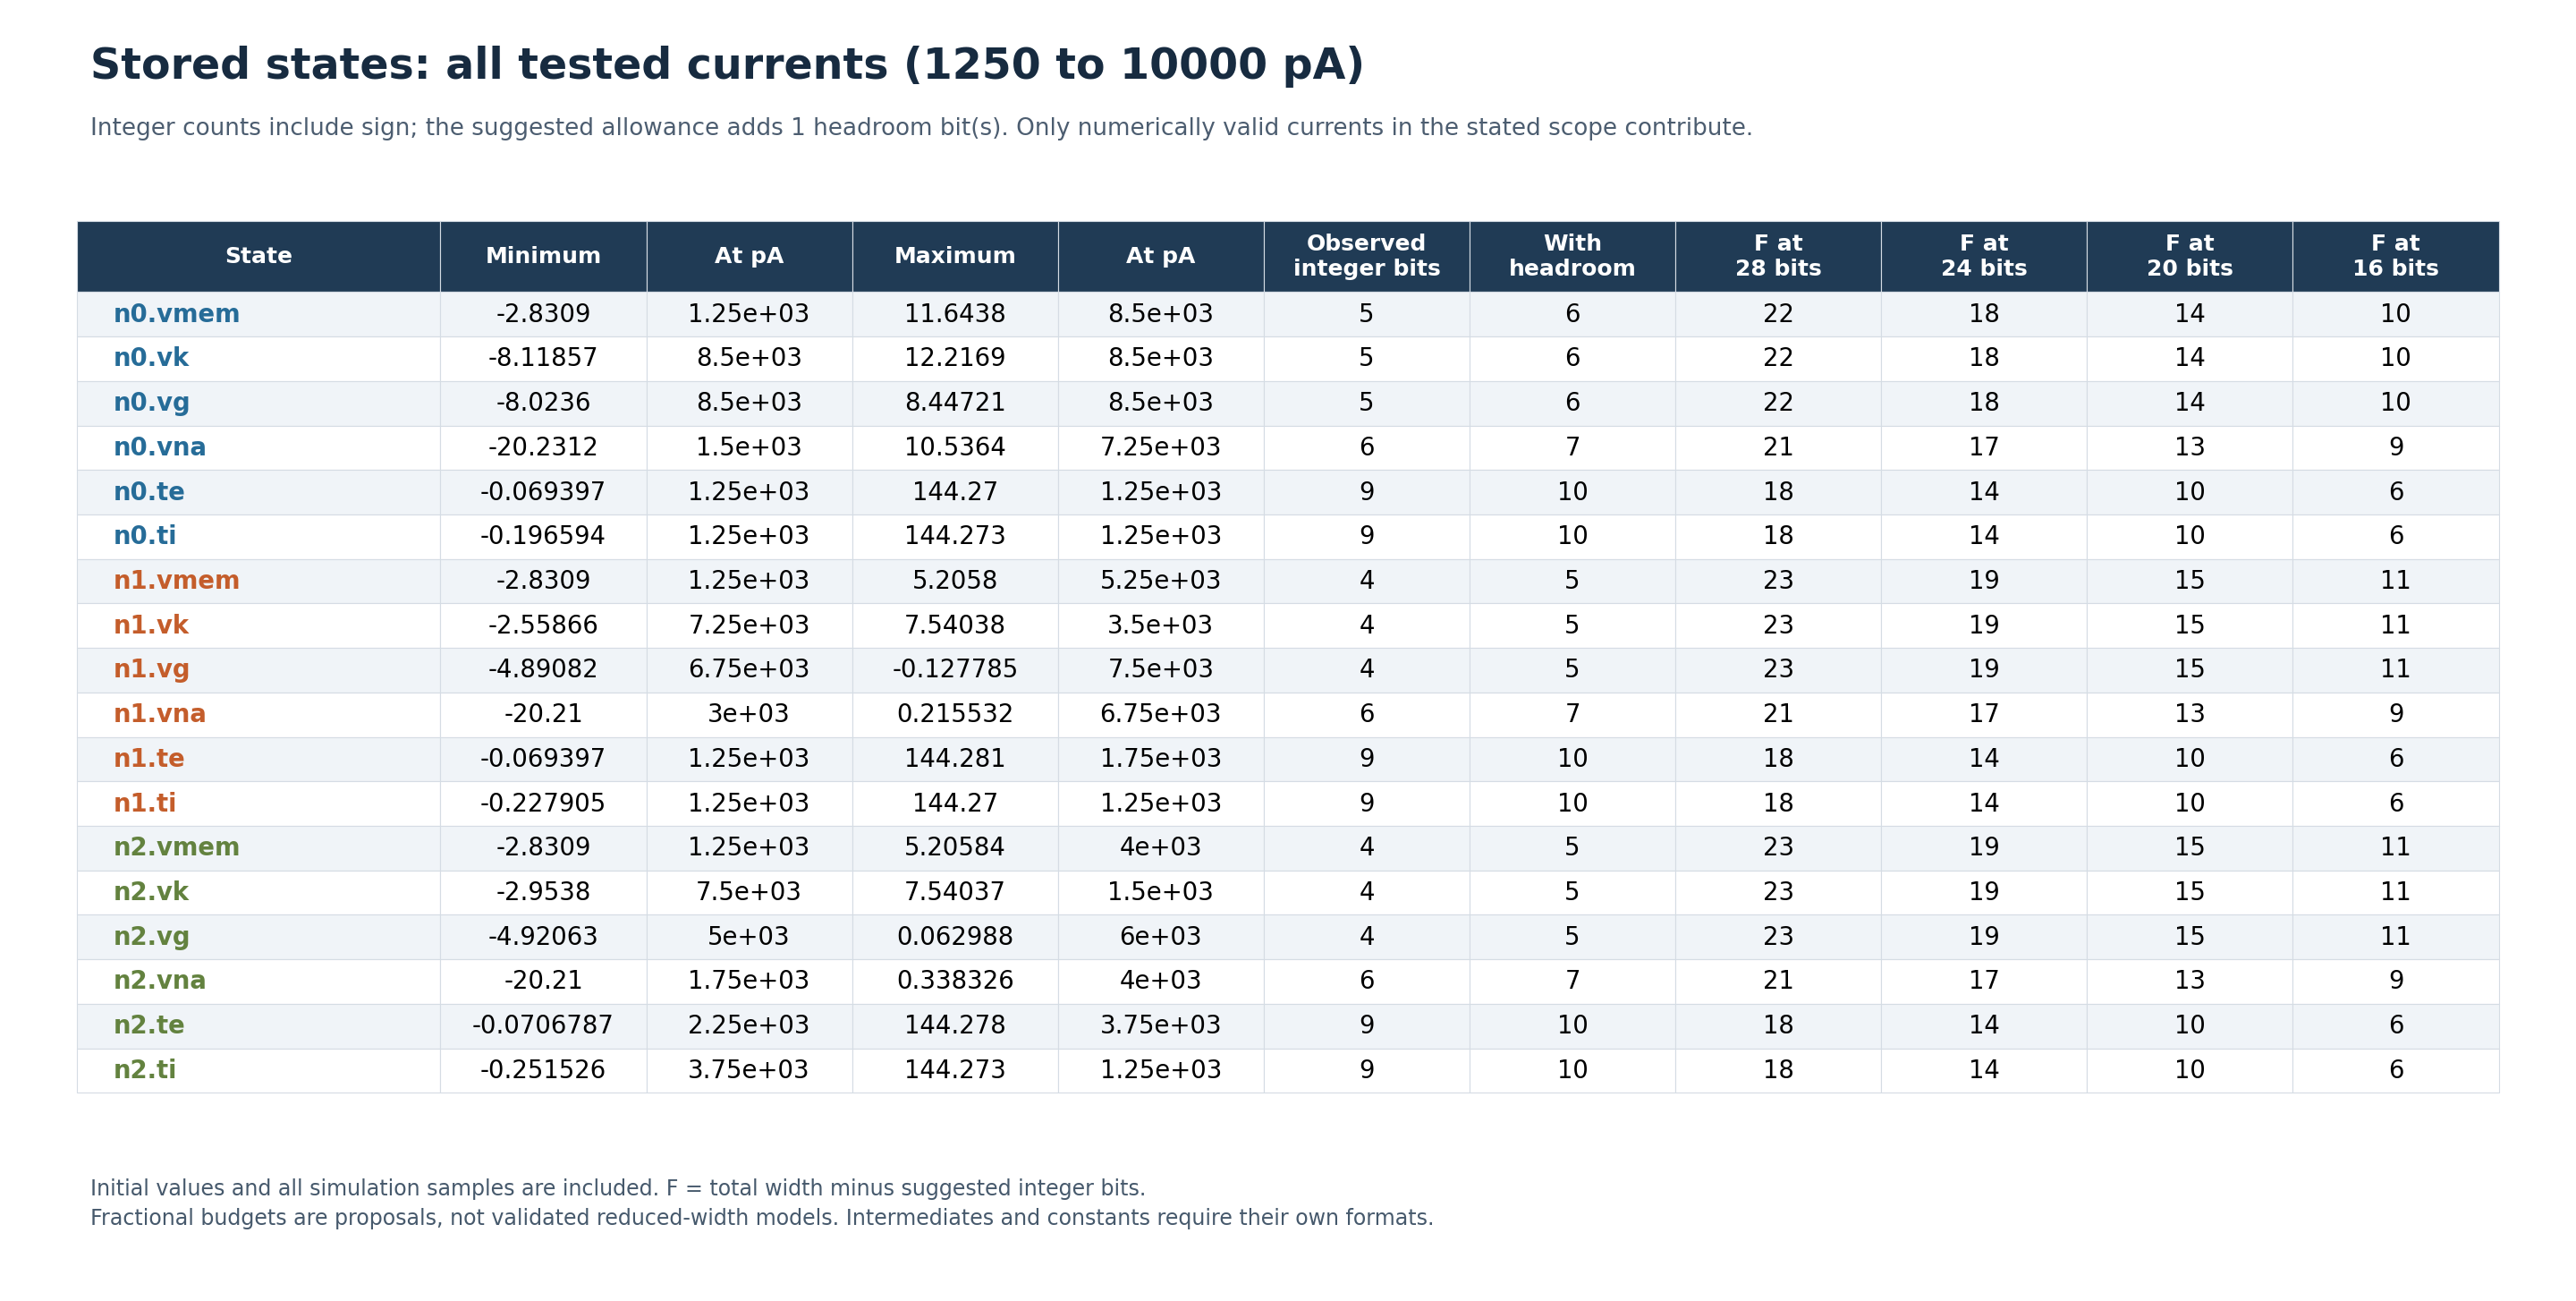 Stored states: all tested currents (1250 to 10000 pA)
Integer counts include sign; the suggested allowance adds 1 headroom bit(s). Only numerically valid currents in the stated scope contribute.
State Minimum At pA Maximum At pA Observed integer bits With headroom F at 28 bits F at 24 bits F at 20 bits F at 16 bits
n0.vmem -2.8309 1.25e+03 11.6438 8.5e+03 5 6 22 18 14 10
n0.vk -8.11857 8.5e+03 12.2169 8.5e+03 5 6 22 18 14 10
n0.vg -8.0236 8.5e+03 8.44721 8.5e+03 5 6 22 18 14 10
n0.vna -20.2312 1.5e+03 10.5364 7.25e+03 6 7 21 17 13 9
n0.te -0.069397 1.25e+03 144.27 1.25e+03 9 10 18 14 10 6
n0.ti -0.196594 1.25e+03 144.273 1.25e+03 9 10 18 14 10 6
n1.vmem -2.8309 1.25e+03 5.2058 5.25e+03 4 5 23 19 15 11
n1.vk -2.55866 7.25e+03 7.54038 3.5e+03 4 5 23 19 15 11
n1.vg -4.89082 6.75e+03 -0.127785 7.5e+03 4 5 23 19 15 11
n1.vna -20.21 3e+03 0.215532 6.75e+03 6 7 21 17 13 9
n1.te -0.069397 1.25e+03 144.281 1.75e+03 9 10 18 14 10 6
n1.ti -0.227905 1.25e+03 144.27 1.25e+03 9 10 18 14 10 6
n2.vmem -2.8309 1.25e+03 5.20584 4e+03 4 5 23 19 15 11
n2.vk -2.9538 7.5e+03 7.54037 1.5e+03 4 5 23 19 15 11
n2.vg -4.92063 5e+03 0.062988 6e+03 4 5 23 19 15 11
n2.vna -20.21 1.75e+03 0.338326 4e+03 6 7 21 17 13 9
n2.te -0.0706787 2.25e+03 144.278 3.75e+03 9 10 18 14 10 6
n2.ti -0.251526 3.75e+03 144.273 1.25e+03 9 10 18 14 10 6
Initial values and all simulation samples are included. F = total width minus suggested integer bits.
Fractional budgets are proposals, not validated reduced-width models. Intermediates and constants require their own formats.